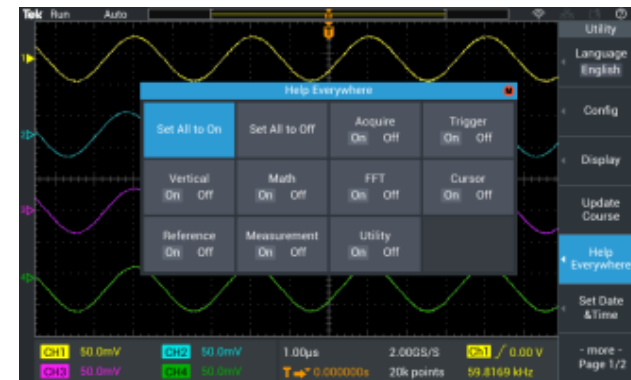 Tek Run Auto
Utility
Language
English
Config
Display
Update
Course
Help
Everywhere
Set Date
&Time
- more -
Page 1/2
Help Everywhere
M
Set All to On
Set All to Off
Acquire
On Off
Trigger
On Off
Vertical
On Off
Math
On Off
FFT
On Off
Cursor
On Off
Reference
On Off
Measurement
On Off
Utility
On Off
CH1 50.0mV CH2 50.0mV 1.00µs 2.00GS/S Ch1 / 0.00 V
CH3 50.0mV CH4 50.0mV T 0.000000s 20k points 59.8169 kHz